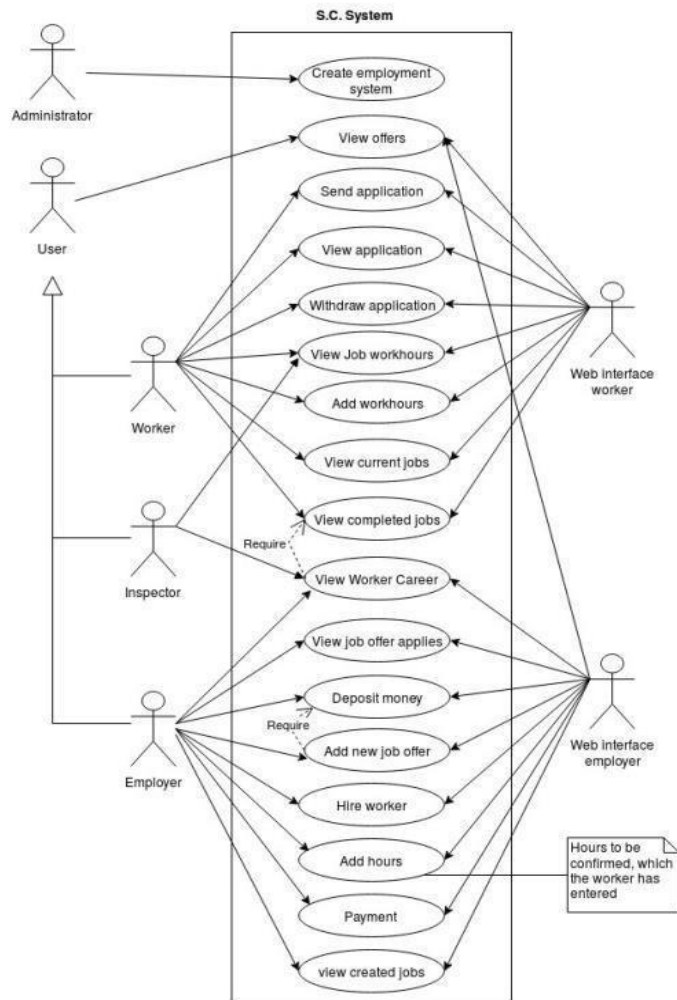 S.C. System
Create employment
system
Administrator
View offers
Send application
User
View application
Withdraw application
View Job workhours
Web interface
worker
Add workhours
Worker
View current jobs
View completed jobs
Require
View Worker Career
Inspector
View job offer applies
Deposit money
Require
Add new job offer
Web interface
employer
Employer
Hire worker
Add hours
Hours to be
confirmed, which
the worker has
entered
Payment
view created jobs